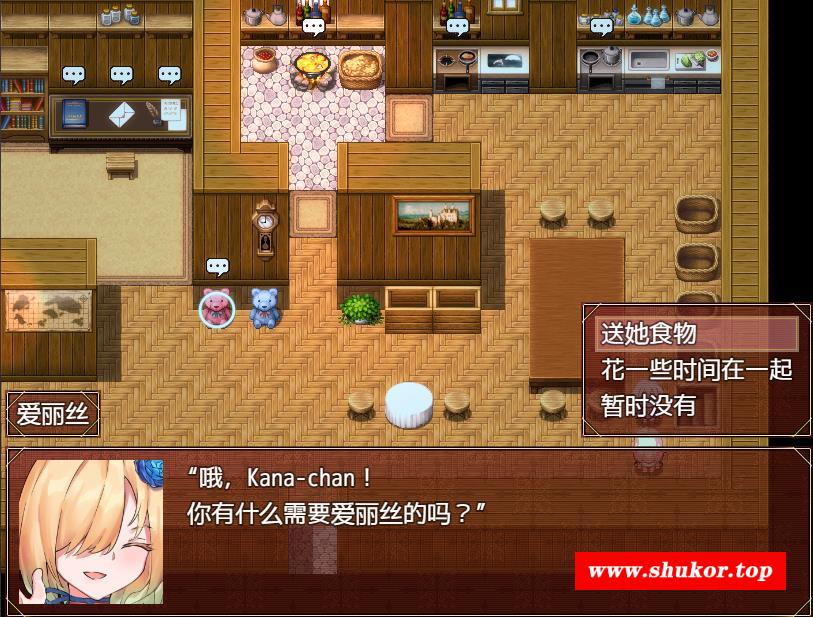 送她食物
花一些时间在一起
暂时没有
爱丽丝
“哦，Kana-chan！
你有什么需要爱丽丝的吗？”
www.shukor.top